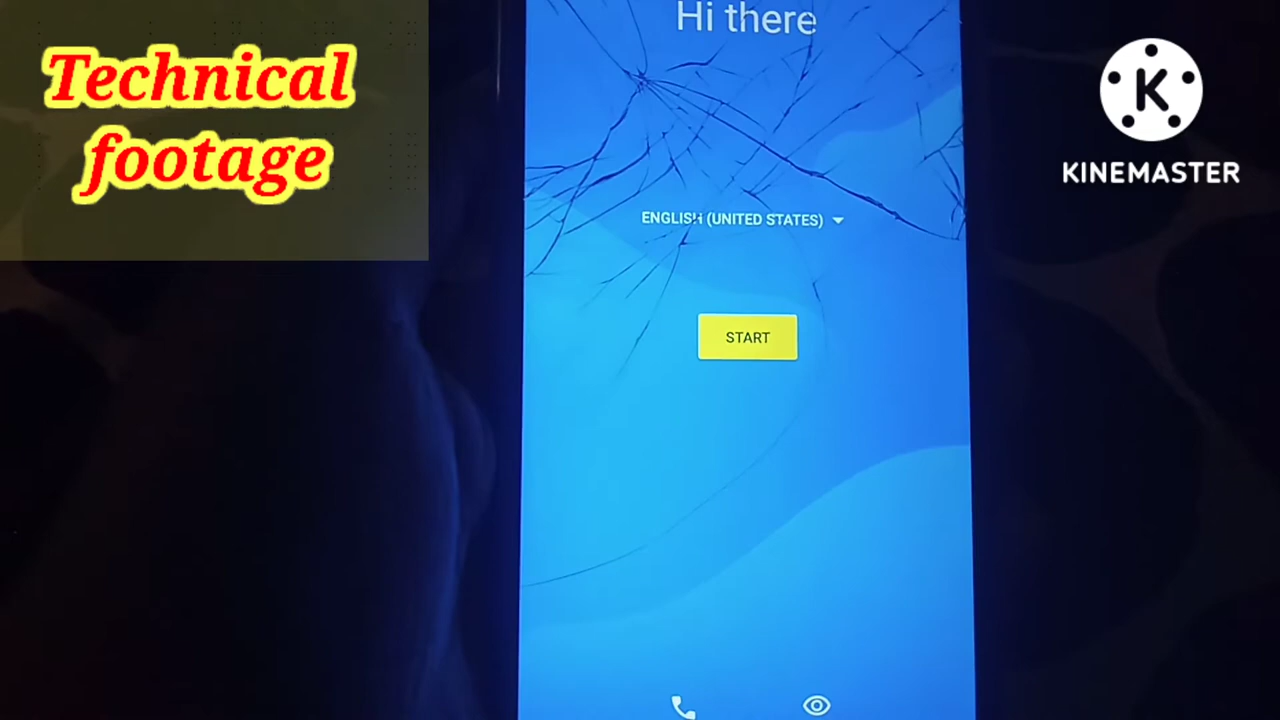 Technical
footage
Hi there
K
KINEMASTER
ENGLISH (UNITED STATES)
START